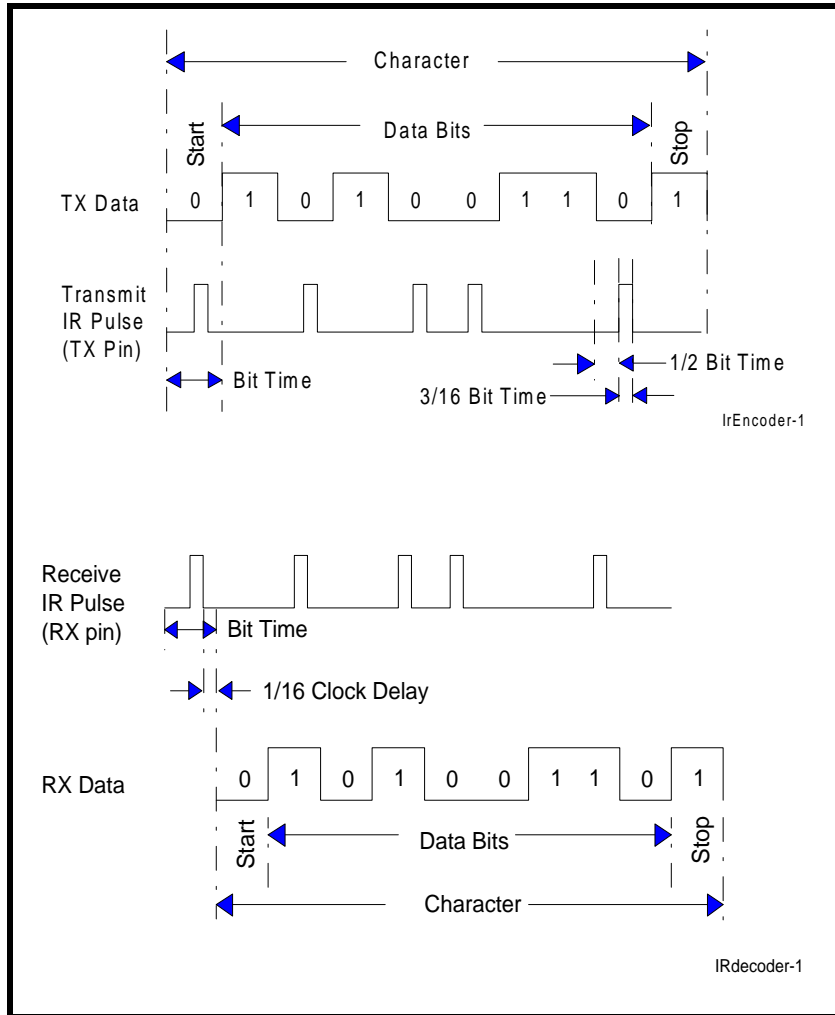 Character
Start Data Bits Stop
TX Data 0 1 0 1 0 0 1 1 0 1
Transmit
IR Pulse
(TX Pin)
Bit Time 1/2 Bit Time
3/16 Bit Time
IrEncoder-1
Receive
IR Pulse
(RX pin) Bit Time
1/16 Clock Delay
RX Data 0 1 0 1 0 0 1 1 0 1
Start Data Bits Stop
Character
IRdecoder-1